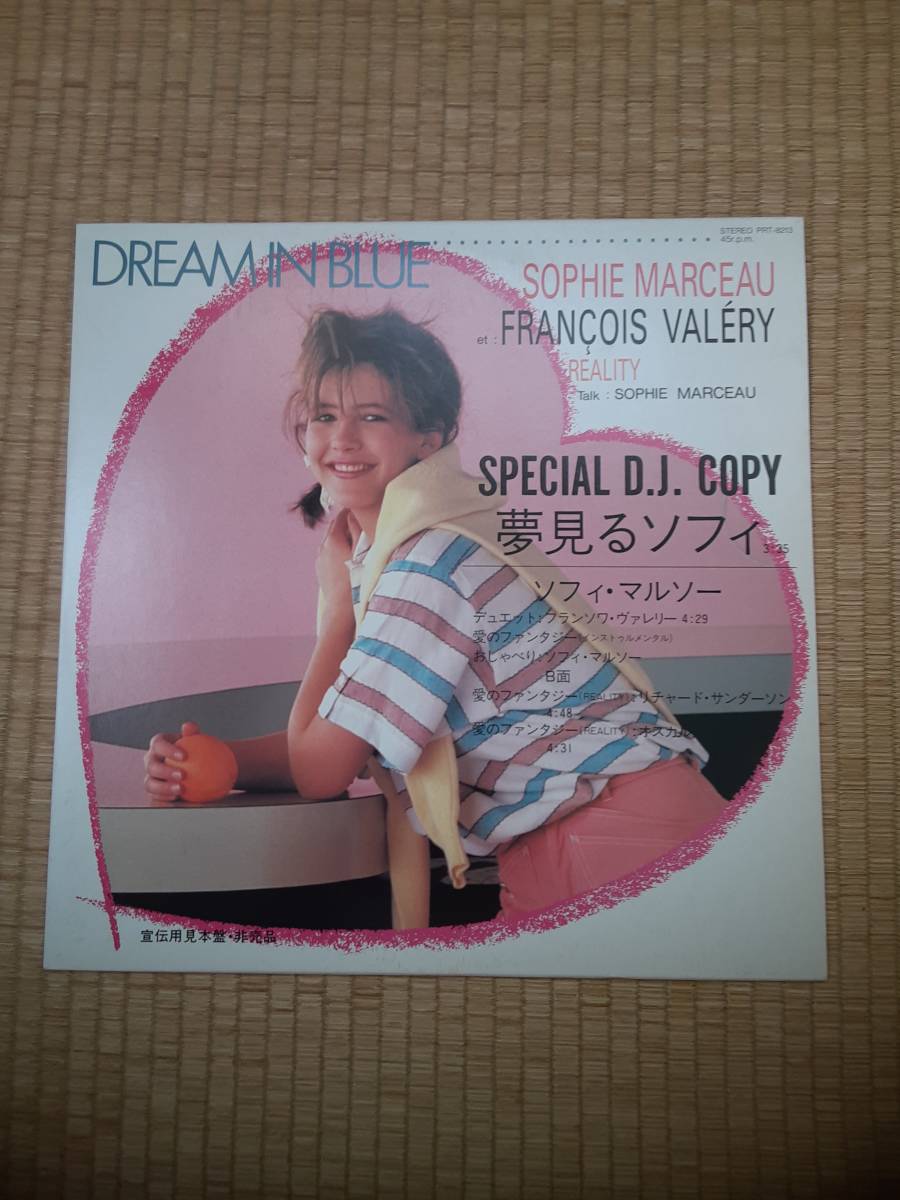 STEREO PRT-8213
45r.p.m.
DREAM IN BLUE
SOPHIE MARCEAU
et : FRANÇOIS VALÉRY
REALITY
Talk : SOPHIE MARCEAU
SPECIAL D.J. COPY
夢見るソフィ 3:35
ソフィ・マルソー
デュエット:フランソワ・ヴァレリー 4:29
愛のファンタジー(インストゥルメンタル)
おしゃべり:ソフィ・マルソー
B面
愛のファンタジー(REALITY):リチャード・サンダーソン
4:48
愛のファンタジー(REALITY):オスカル
4:31
宣伝用見本盤・非売品